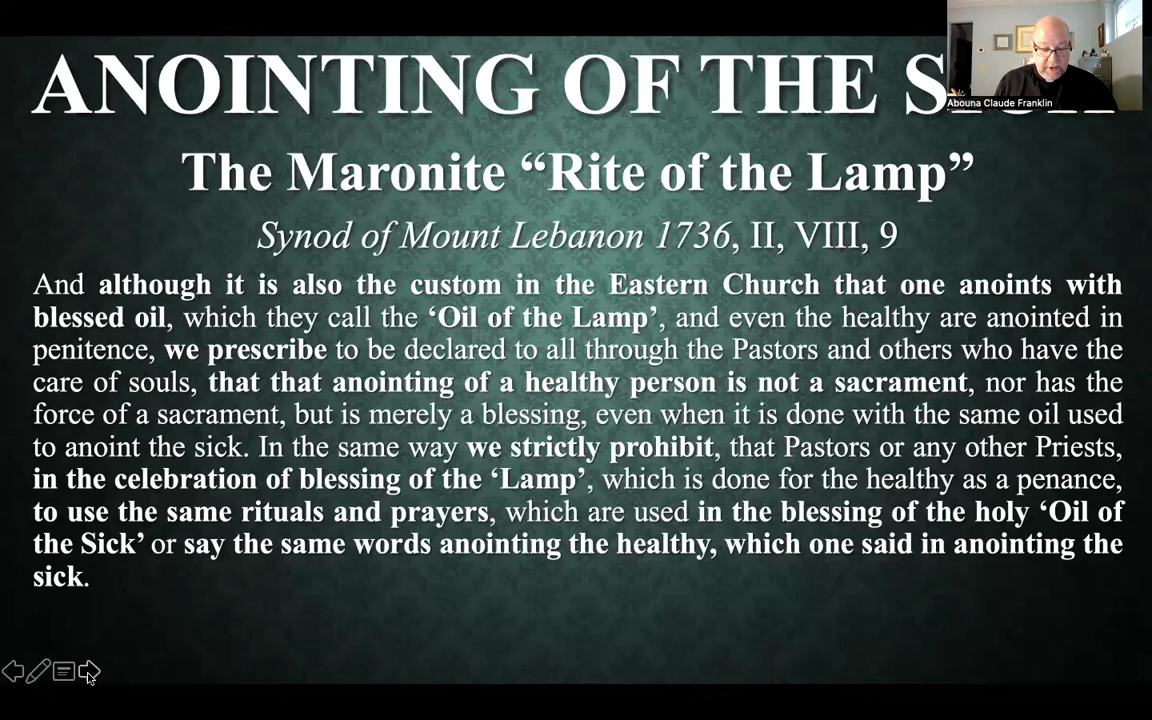 ANOINTING OF THE
Abouna Claude Franklin
The Maronite “Rite of the Lamp”
Synod of Mount Lebanon 1736, II, VIII, 9
And although it is also the custom in the Eastern Church that one anoints with
blessed oil, which they call the ‘Oil of the Lamp’, and even the healthy are anointed in
penitence, we prescribe to be declared to all through the Pastors and others who have the
care of souls, that that anointing of a healthy person is not a sacrament, nor has the
force of a sacrament, but is merely a blessing, even when it is done with the same oil used
to anoint the sick. In the same way we strictly prohibit, that Pastors or any other Priests,
in the celebration of blessing of the ‘Lamp’, which is done for the healthy as a penance,
to use the same rituals and prayers, which are used in the blessing of the holy ‘Oil of
the Sick’ or say the same words anointing the healthy, which one said in anointing the
sick.